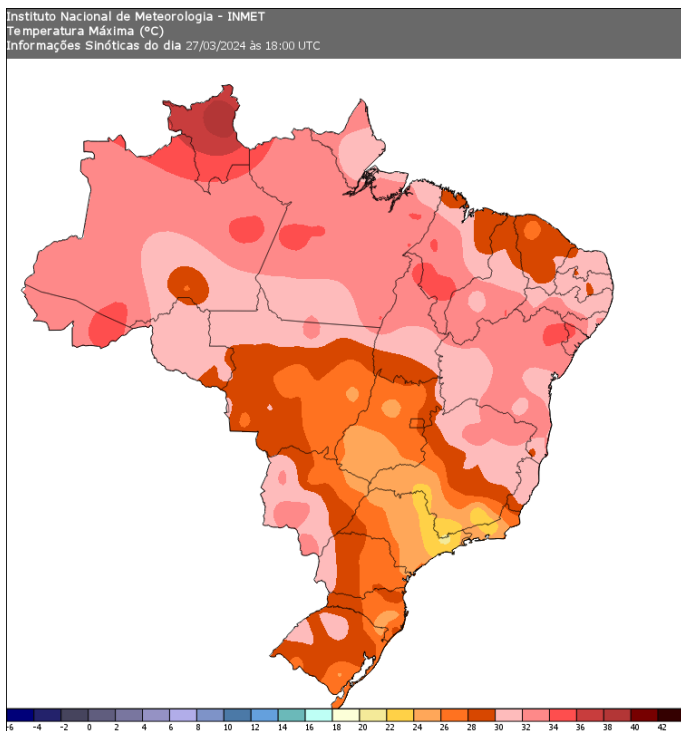 Instituto Nacional de Meteorologia - INMET
Temperatura Máxima (°C)
Informações Sinóticas do dia 27/03/2024 às 18:00 UTC
-6 -4 -2 0 2 4 6 8 10 12 14 16 18 20 22 24 26 28 30 32 34 36 38 40 42